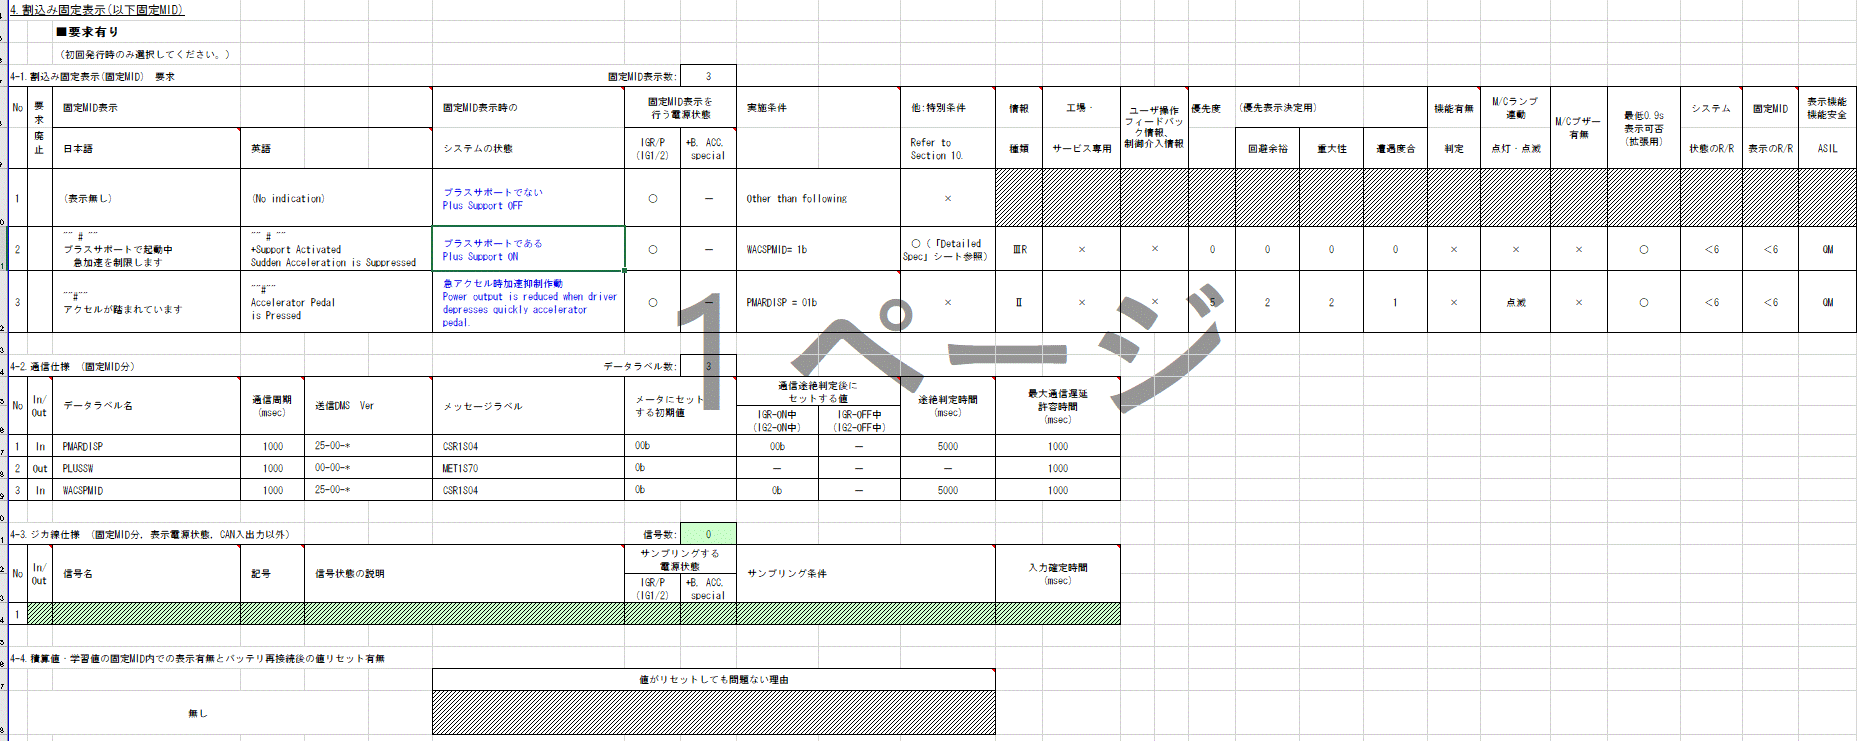 4. 割込み固定表示(以下固定MID)
■要求有り
(初回発行時のみ選択してください。)
4-1. 割込み固定表示(固定MID) 要求
固定MID表示数: 3
No 要求 廃止 固定MID表示 固定MID表示時の 固定MID表示を行う電源状態 実施条件 他:特別条件 情報 工場・ ユーザ操作フィードバック情報、制御介入情報 優先度 (優先表示決定用) 機能有無 M/Cランプ連動 M/Cブザー有無 最低0.9s表示可否(拡張用) システム 固定MID 表示機能機能安全
日本語 英語 システムの状態 IGR/P (IG1/2) +B. ACC. special Refer to Section 10. 種類 サービス専用 回避余裕 重大性 遭遇度合 判定 点灯・点滅 状態のR/R 表示のR/R ASIL
1 (表示無し) (No indication) プラスサポートでない Plus Support OFF ○ — Other than following ×
2 ¨¨ # ¨¨ プラスサポートで起動中 急加速を制限します ¨¨ # ¨¨ +Support Activated Sudden Acceleration is Suppressed プラスサポートである Plus Support ON ○ — WACSPMID= 1b ○(「Detailed Spec」シート参照) ⅢR × × 0 0 0 0 × × × ○ <6 <6 QM
3 ¨¨#¨¨ アクセルが踏まれています ¨¨#¨¨ Accelerator Pedal is Pressed 急アクセル時加速抑制作動 Power output is reduced when driver depresses quickly accelerator pedal. ○ — PMARDISP = 01b × Ⅱ × × 5 2 2 1 × 点滅 × ○ <6 <6 QM
1 ページ
4-2. 通信仕様 (固定MID分)
データラベル数: 3
No In/Out データラベル名 通信周期 (msec) 送信DMS Ver メッセージラベル メータにセットする初期値 通信途絶判定後にセットする値 途絶判定時間 (msec) 最大通信遅延許容時間 (msec)
IGR-ON中 (IG2-ON中) IGR-OFF中 (IG2-OFF中)
1 In PMARDISP 1000 25-00-* CSR1S04 00b 00b — 5000 1000
2 Out PLUSSW 1000 00-00-* MET1S70 0b — — — 1000
3 In WACSPMID 1000 25-00-* CSR1S04 0b 0b — 5000 1000
4-3. ジカ線仕様 (固定MID分, 表示電源状態, CAN入出力以外)
信号数: 0
No In/Out 信号名 記号 信号状態の説明 サンプリングする電源状態 サンプリング条件 入力確定時間 (msec)
IGR/P (IG1/2) +B. ACC. special
1
4-4. 積算値・学習値の固定MID内での表示有無とバッテリ再接続後の値リセット有無
値がリセットしても問題ない理由
無し